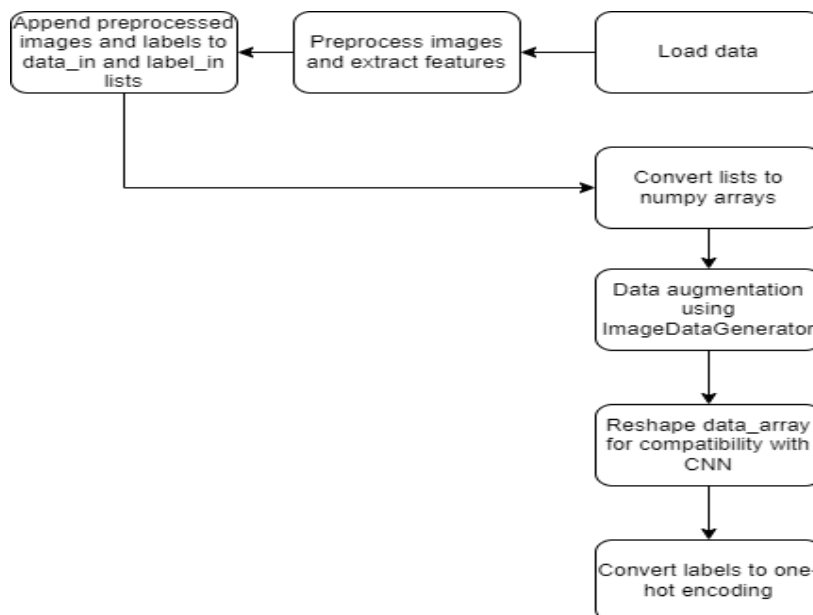 Append preprocessed
images and labels to
data_in and label_in
lists
Preprocess images
and extract features
Load data
Convert lists to
numpy arrays
Data augmentation
using
ImageDataGenerator
Reshape data_array
for compatibility with
CNN
Convert labels to one-
hot encoding